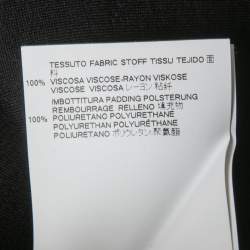 TESSUTO FABRIC STOFF TISSU TEJIDO 面
料
100% VISCOSA VISCOSE-RAYON VISKOSE
VISCOSE VISCOSA レーヨン 粘纤
IMBOTTITURA PADDING POLSTERUNG
REMBOURRAGE RELLENO 填充物
100% POLIURETANO POLYURETHANE
POLYURETHAN POLYURÉTHANE
POLIURETANO ポリウレタン 聚氨酯